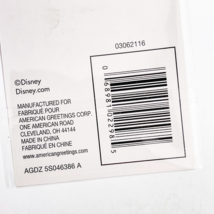 03062116
©Disney
Disney.com
MANUFACTURED FOR
FABRIQUÉ POUR
AMERICAN GREETINGS CORP.
ONE AMERICAN ROAD
CLEVELAND, OH 44144
MADE IN CHINA
FABRIQUÉ EN CHINE
www.americangreetings.com
AGDZ 5S046386 A